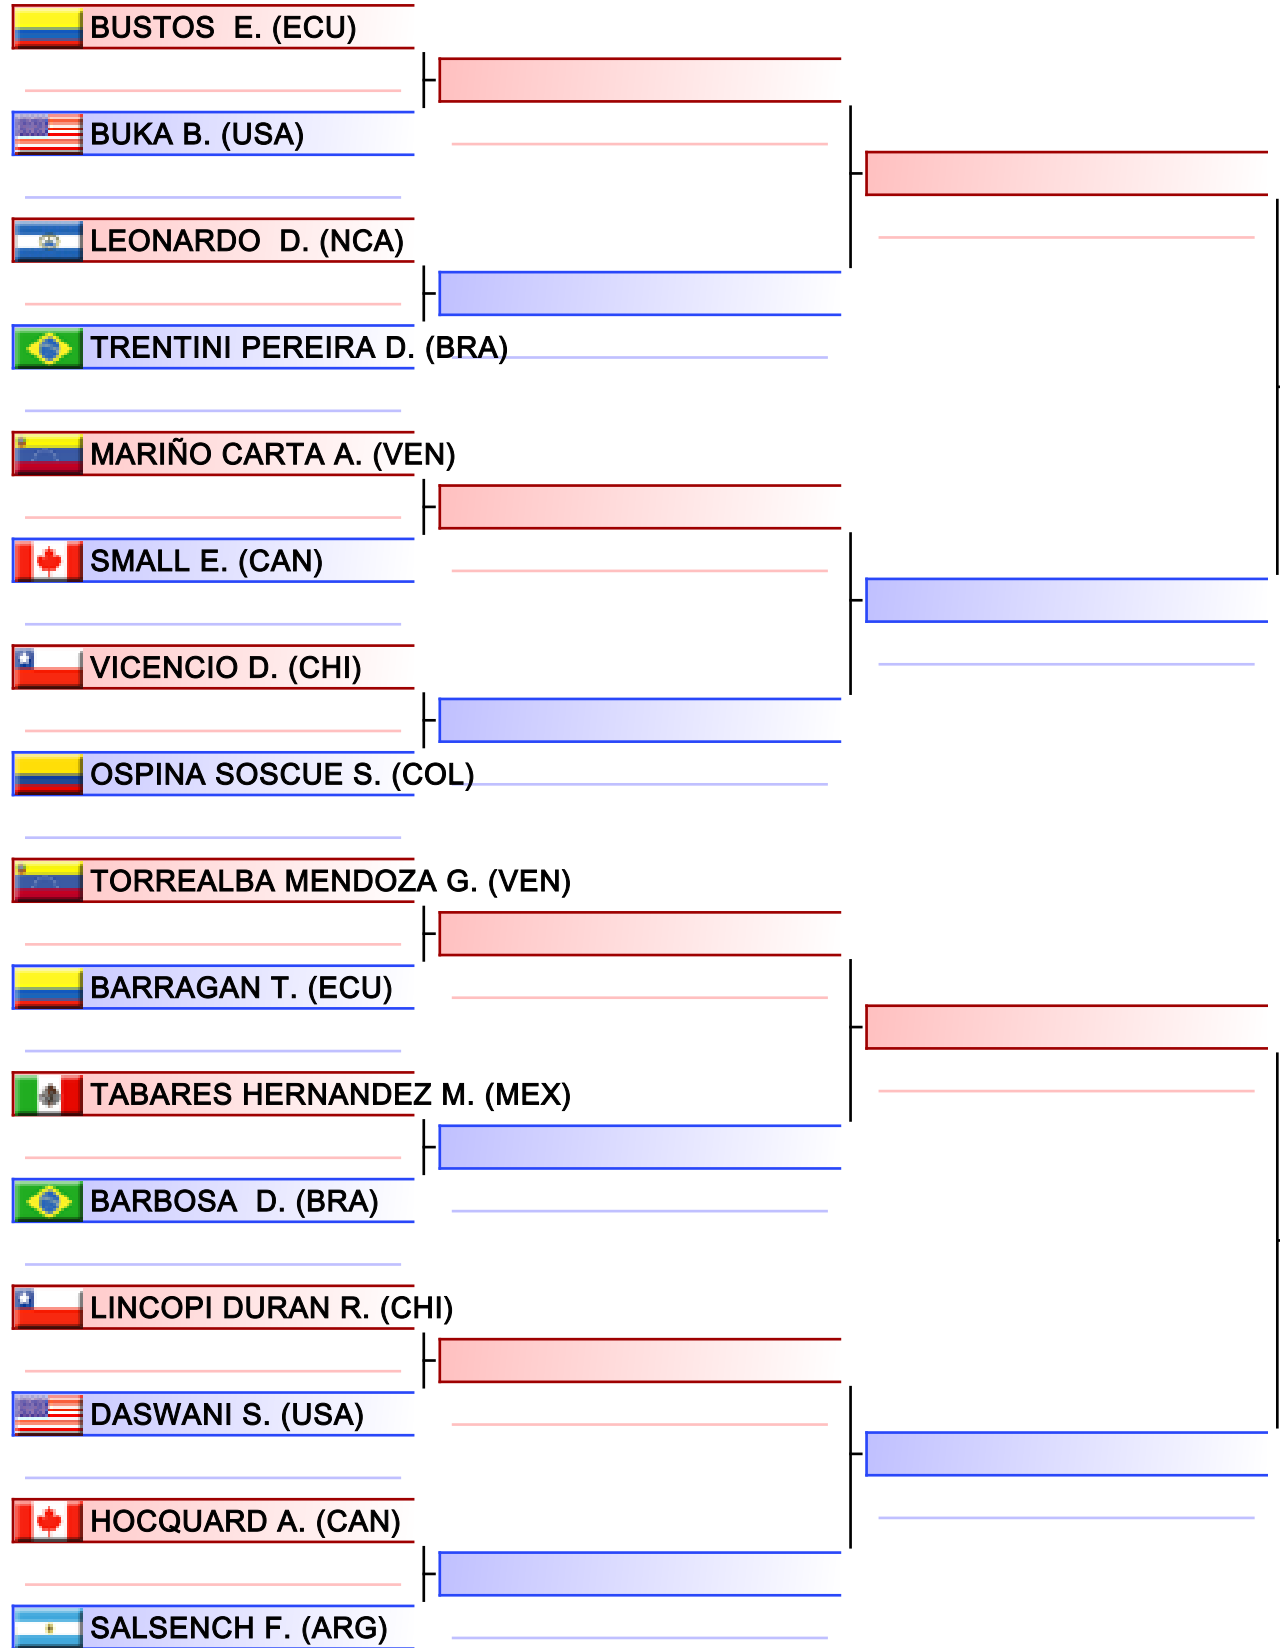 BUSTOS  E. (ECU)
BUKA B. (USA)
LEONARDO  D. (NCA)
TRENTINI PEREIRA D. (BRA)
MARIÑO CARTA A. (VEN)
SMALL E. (CAN)
VICENCIO D. (CHI)
OSPINA SOSCUE S. (COL)
TORREALBA MENDOZA G. (VEN)
BARRAGAN T. (ECU)
TABARES HERNANDEZ M. (MEX)
BARBOSA  D. (BRA)
LINCOPI DURAN R. (CHI)
DASWANI S. (USA)
HOCQUARD A. (CAN)
SALSENCH F. (ARG)